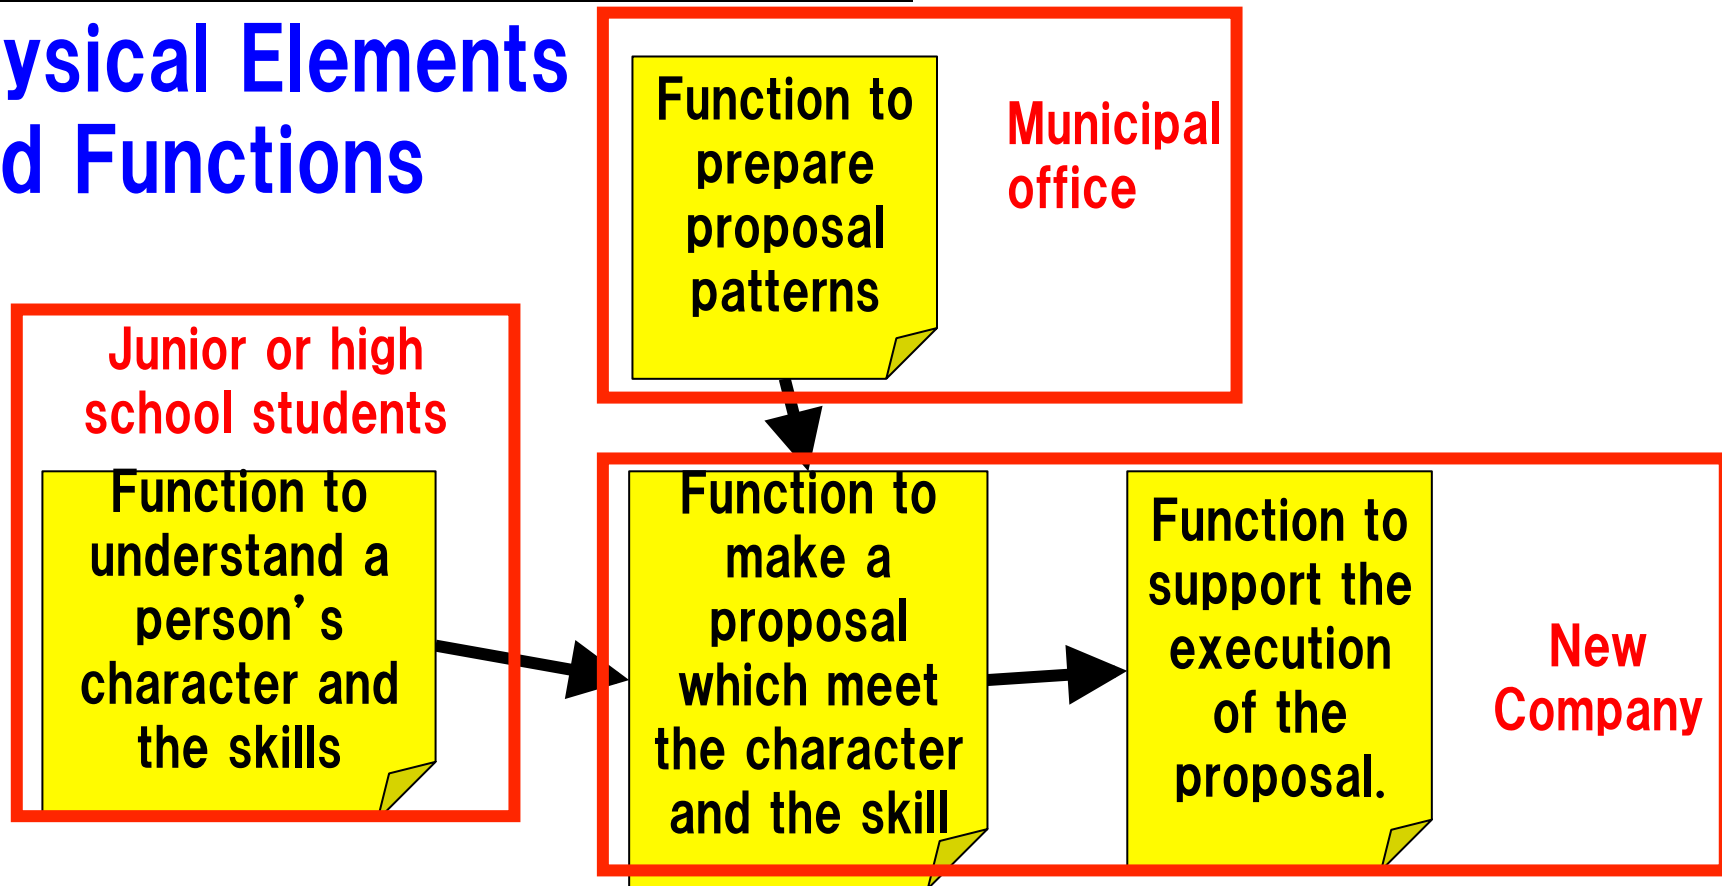 ysical Elements
d Functions
Function to
prepare
proposal
patterns
Municipal
office
Junior or high
school students
Function to
understand a
person's
character and
the skills
Function to
make a
proposal
which meet
the character
and the skill
Function to
support the
execution
of the
proposal.
New
Company